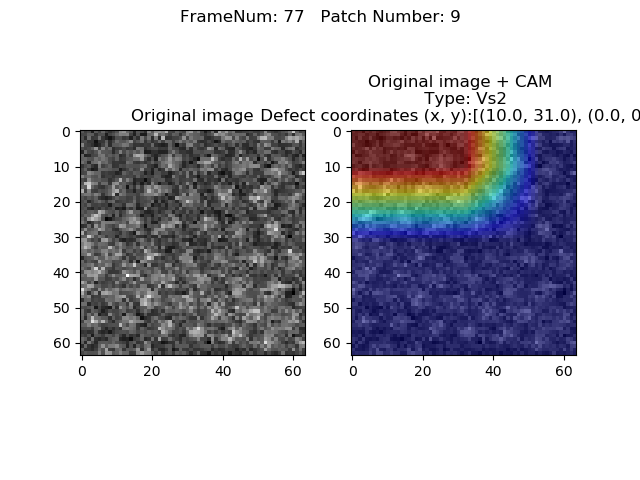 FrameNum: 77   Patch Number: 9
Original image + CAM
Type: Vs2
Original image
Defect coordinates (x, y):[(10.0, 31.0), (0.0, 0
0
10
20
30
40
50
60
0 20 40 60
0
10
20
30
40
50
60
0 20 40 60